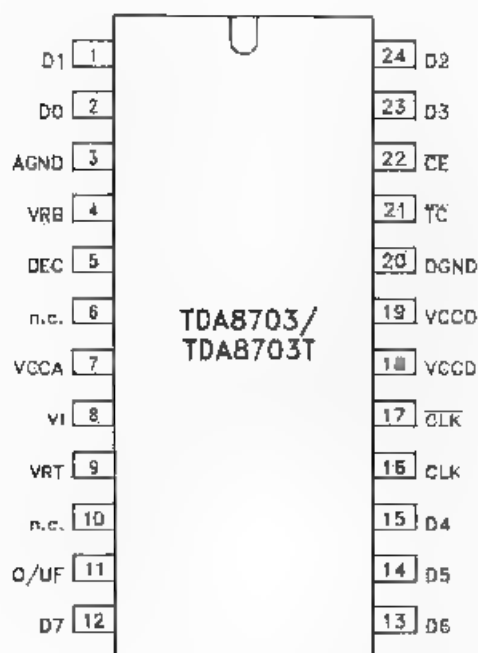 D1 1 24 D2
D0 2 23 D3
AGND 3 22 CE
VRB 4 21 TC
DEC 5 20 DGND
n.c. 6 19 VCCO
TDA8703/
TDA8703T
VCCA 7 18 VCCD
VI 8 17 CLK
VRT 9 16 CLK
n.c. 10 15 D4
O/UF 11 14 D5
D7 12 13 D6